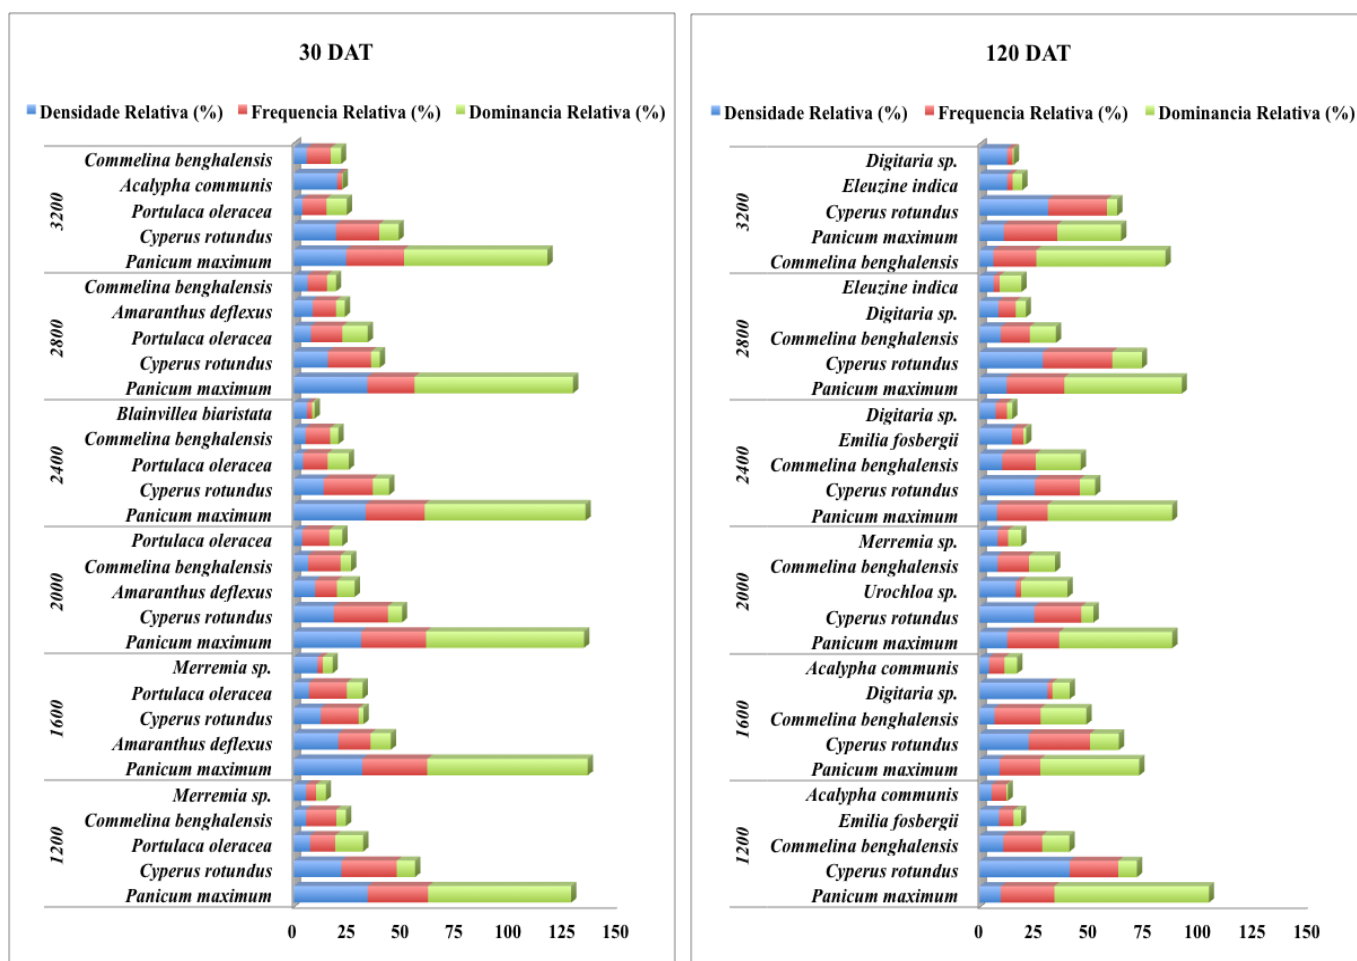 30 DAT
Densidade Relativa (%) Frequencia Relativa (%) Dominancia Relativa (%)
3200
Commelina benghalensis
Acalypha communis
Portulaca oleracea
Cyperus rotundus
Panicum maximum
2800
Commelina benghalensis
Amaranthus deflexus
Portulaca oleracea
Cyperus rotundus
Panicum maximum
2400
Blainvillea biaristata
Commelina benghalensis
Portulaca oleracea
Cyperus rotundus
Panicum maximum
2000
Portulaca oleracea
Commelina benghalensis
Amaranthus deflexus
Cyperus rotundus
Panicum maximum
1600
Merremia sp.
Portulaca oleracea
Cyperus rotundus
Amaranthus deflexus
Panicum maximum
1200
Merremia sp.
Commelina benghalensis
Portulaca oleracea
Cyperus rotundus
Panicum maximum
0 25 50 75 100 125 150
120 DAT
Densidade Relativa (%) Frequencia Relativa (%) Dominancia Relativa (%)
3200
Digitaria sp.
Eleuzine indica
Cyperus rotundus
Panicum maximum
Commelina benghalensis
2800
Eleuzine indica
Digitaria sp.
Commelina benghalensis
Cyperus rotundus
Panicum maximum
2400
Digitaria sp.
Emilia fosbergii
Commelina benghalensis
Cyperus rotundus
Panicum maximum
2000
Merremia sp.
Commelina benghalensis
Urochloa sp.
Cyperus rotundus
Panicum maximum
1600
Acalypha communis
Digitaria sp.
Commelina benghalensis
Cyperus rotundus
Panicum maximum
1200
Acalypha communis
Emilia fosbergii
Commelina benghalensis
Cyperus rotundus
Panicum maximum
0 25 50 75 100 125 150